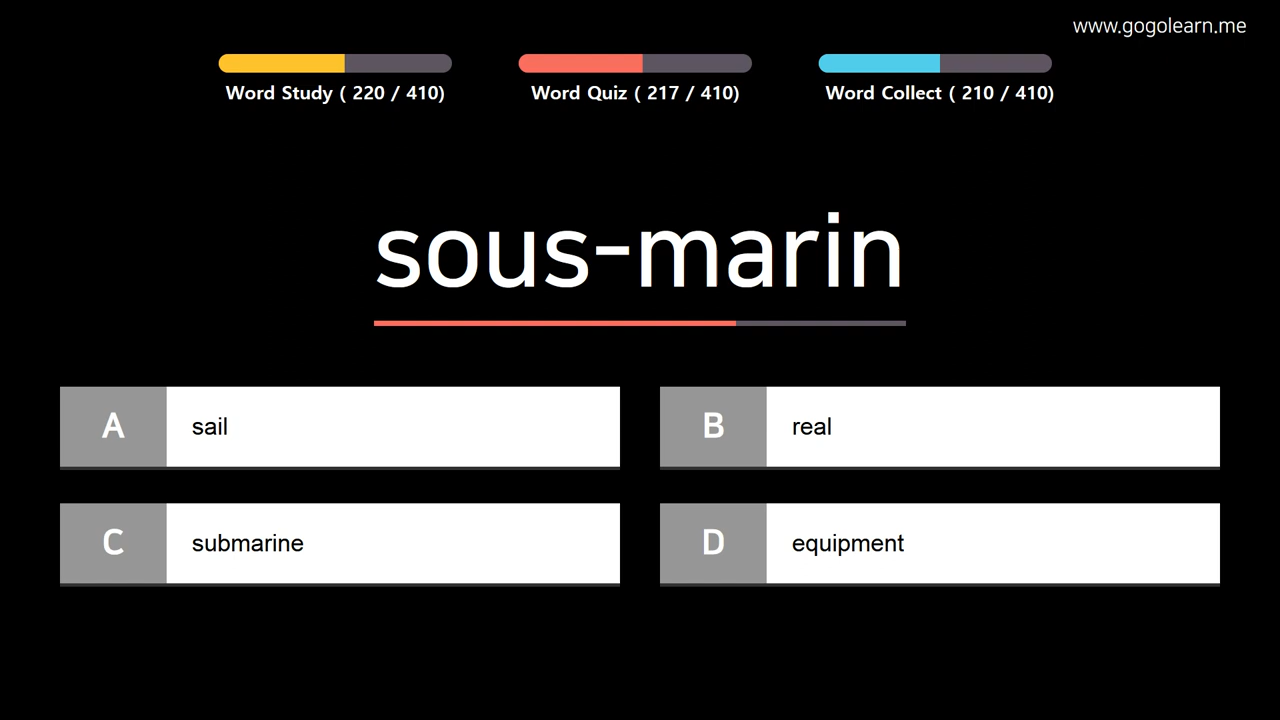 www.gogolearn.me
Word Study ( 220 / 410)
Word Quiz ( 217 / 410)
Word Collect ( 210 / 410)
sous-marin
A sail
B real
C submarine
D equipment